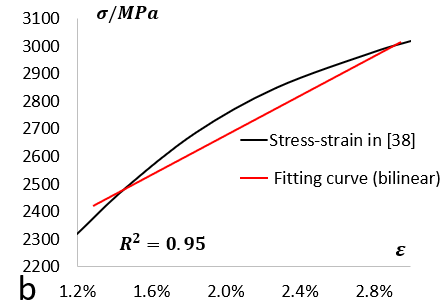 σ/MPa
3100
3000
2900
2800
2700
2600
2500
2400
2300
2200
Stress-strain in [38]
Fitting curve (bilinear)
R² = 0.95
ε
b
1.2% 1.6% 2.0% 2.4% 2.8%